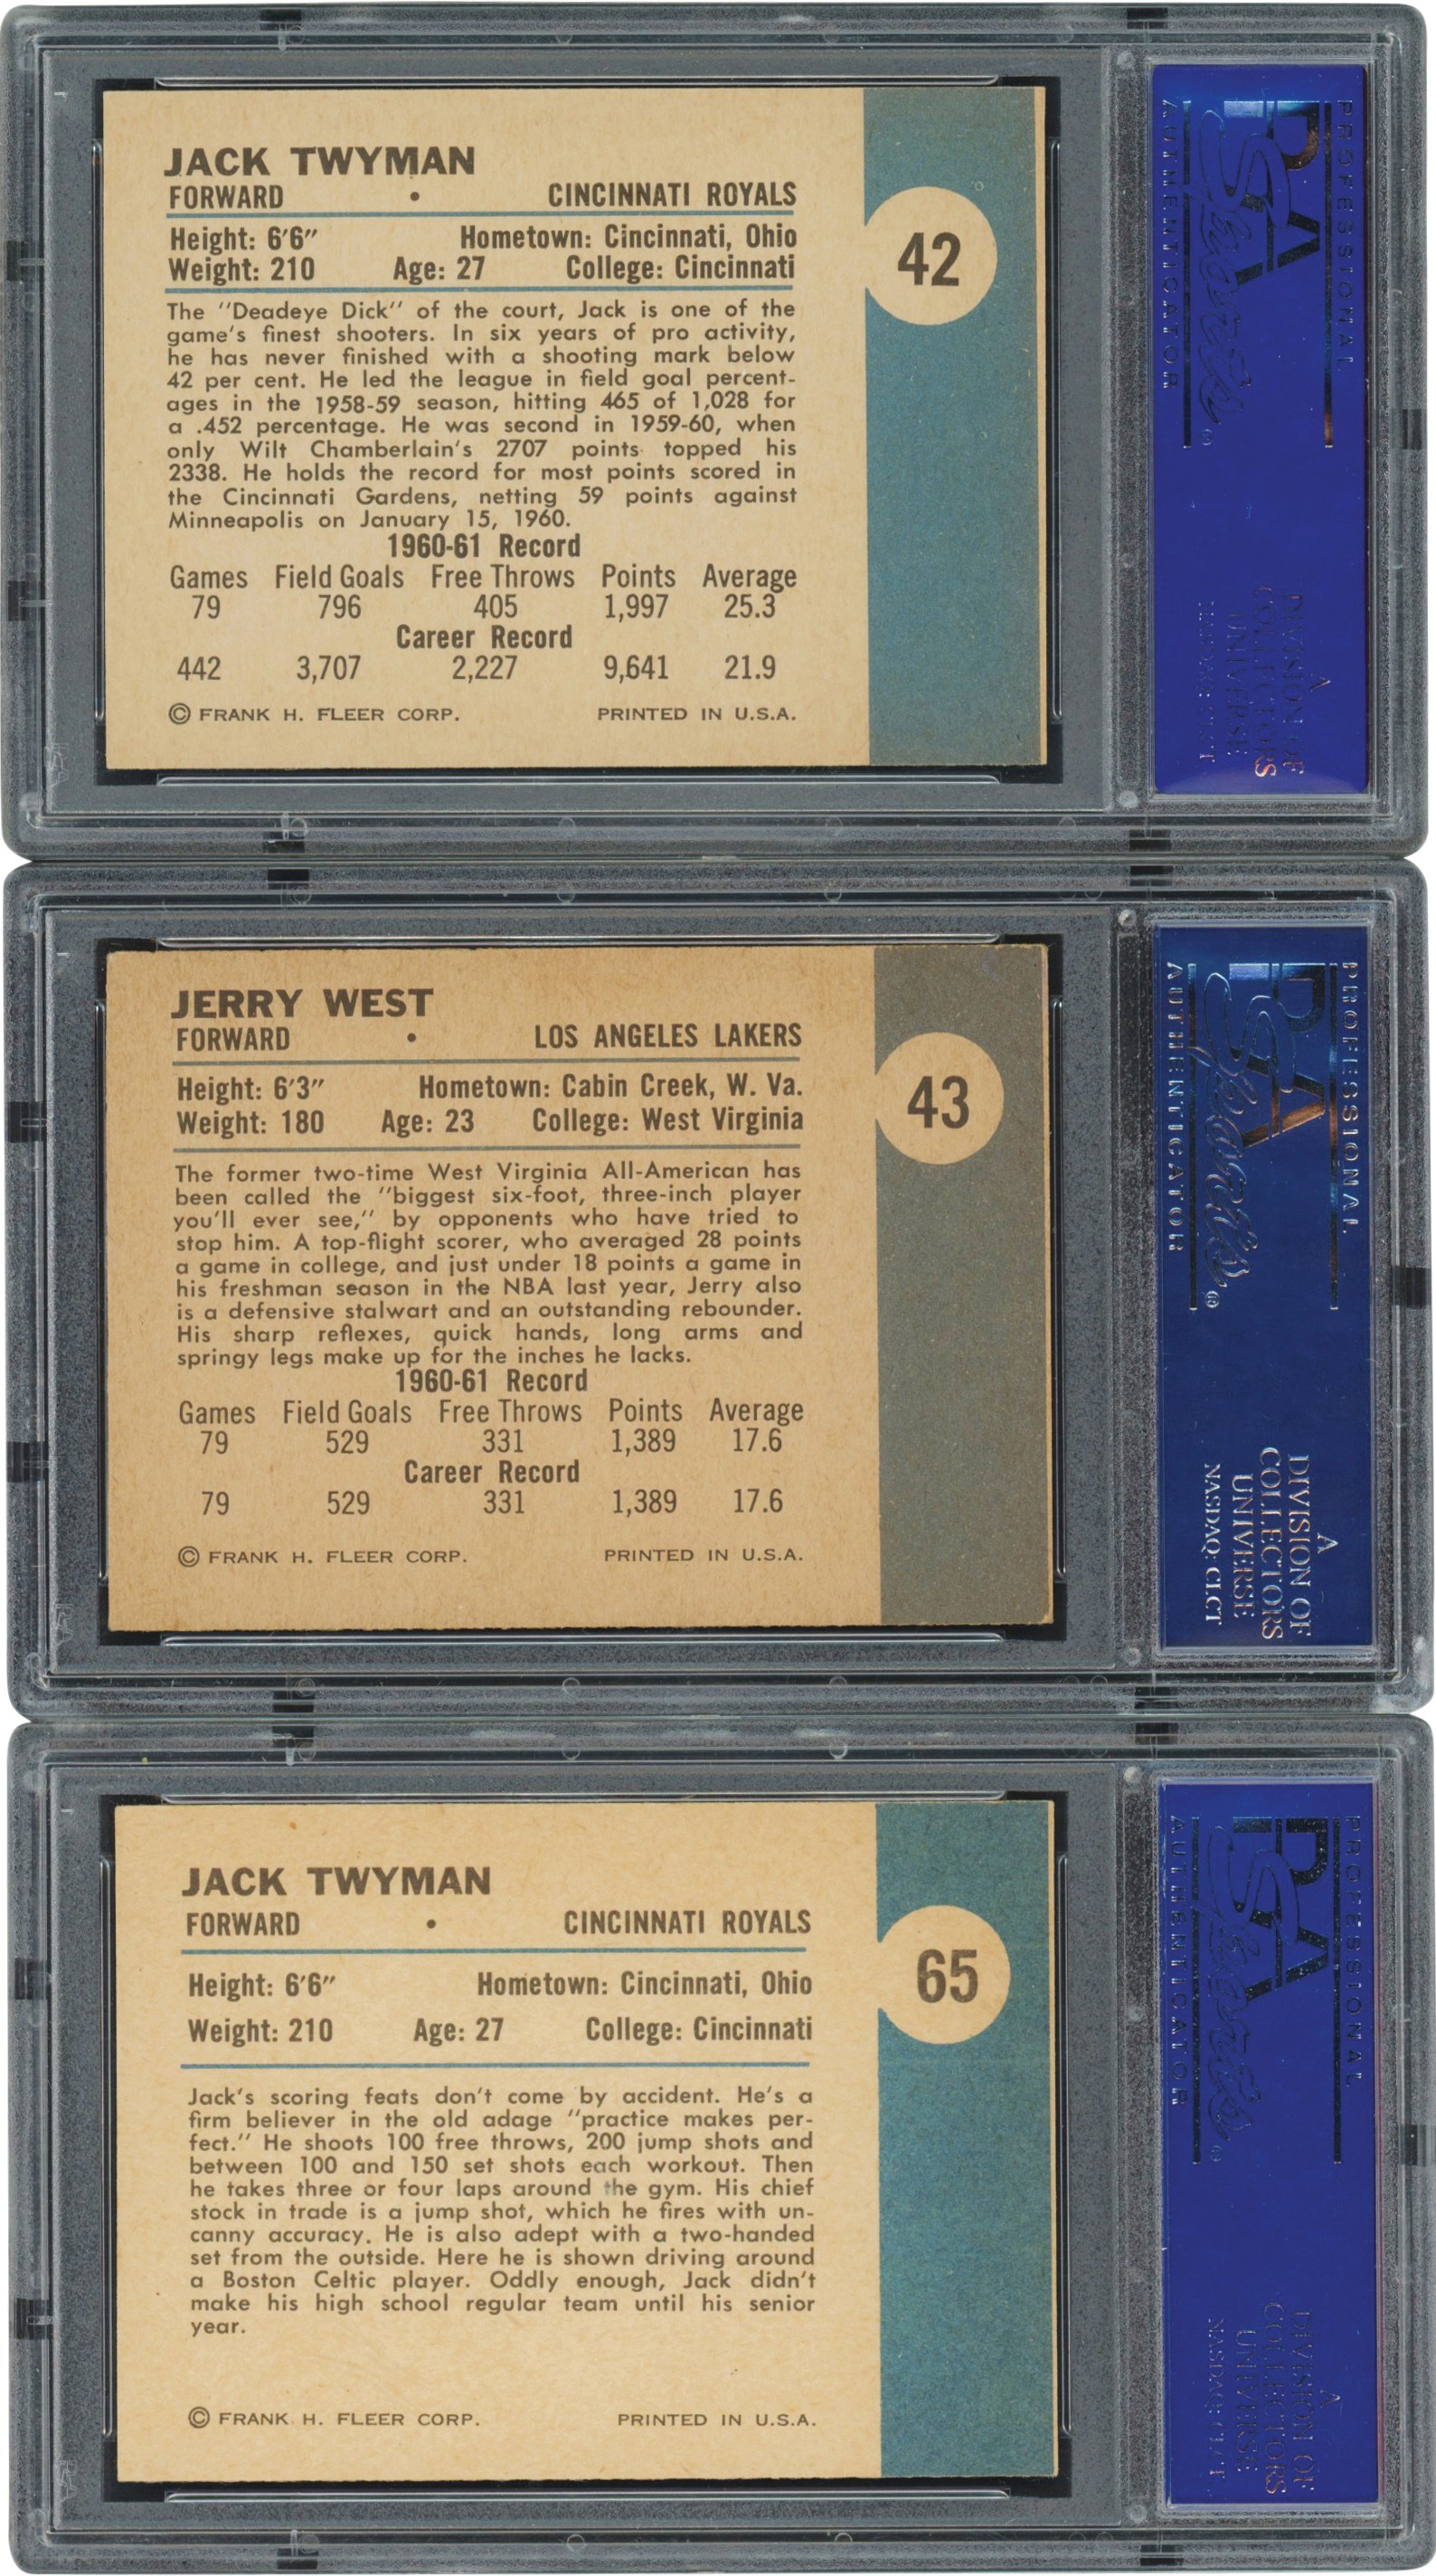 JACK TWYMAN
FORWARD • CINCINNATI ROYALS
Height: 6'6" Hometown: Cincinnati, Ohio
Weight: 210 Age: 27 College: Cincinnati
42
The "Deadeye Dick" of the court, Jack is one of the
game's finest shooters. In six years of pro activity,
he has never finished with a shooting mark below
42 per cent. He led the league in field goal percent-
ages in the 1958-59 season, hitting 465 of 1,028 for
a .452 percentage. He was second in 1959-60, when
only Wilt Chamberlain's 2707 points topped his
2338. He holds the record for most points scored in
the Cincinnati Gardens, netting 59 points against
Minneapolis on January 15, 1960.
1960-61 Record
Games Field Goals Free Throws Points Average
79 796 405 1,997 25.3
Career Record
442 3,707 2,227 9,641 21.9
© FRANK H. FLEER CORP. PRINTED IN U.S.A.
PROFESSIONAL
PSA
Sports®
AUTHENTICATOR
A
DIVISION OF
COLLECTORS
UNIVERSE
JERRY WEST
FORWARD • LOS ANGELES LAKERS
Height: 6'3" Hometown: Cabin Creek, W. Va.
Weight: 180 Age: 23 College: West Virginia
43
The former two-time West Virginia All-American has
been called the "biggest six-foot, three-inch player
you'll ever see," by opponents who have tried to
stop him. A top-flight scorer, who averaged 28 points
a game in college, and just under 18 points a game in
his freshman season in the NBA last year, Jerry also
is a defensive stalwart and an outstanding rebounder.
His sharp reflexes, quick hands, long arms and
springy legs make up for the inches he lacks.
1960-61 Record
Games Field Goals Free Throws Points Average
79 529 331 1,389 17.6
Career Record
79 529 331 1,389 17.6
© FRANK H. FLEER CORP. PRINTED IN U.S.A.
PROFESSIONAL
PSA
Sports®
AUTHENTICATOR
A
DIVISION OF
COLLECTORS
UNIVERSE
NASDAQ: CLCT
JACK TWYMAN
FORWARD • CINCINNATI ROYALS
Height: 6'6" Hometown: Cincinnati, Ohio
Weight: 210 Age: 27 College: Cincinnati
65
Jack's scoring feats don't come by accident. He's a
firm believer in the old adage "practice makes per-
fect." He shoots 100 free throws, 200 jump shots and
between 100 and 150 set shots each workout. Then
he takes three or four laps around the gym. His chief
stock in trade is a jump shot, which he fires with un-
canny accuracy. He is also adept with a two-handed
set from the outside. Here he is shown driving around
a Boston Celtic player. Oddly enough, Jack didn't
make his high school regular team until his senior
year.
© FRANK H. FLEER CORP. PRINTED IN U.S.A.
PROFESSIONAL
PSA
Sports®
AUTHENTICATOR
A
DIVISION OF
COLLECTORS
UNIVERSE
NASDAQ: CLCT